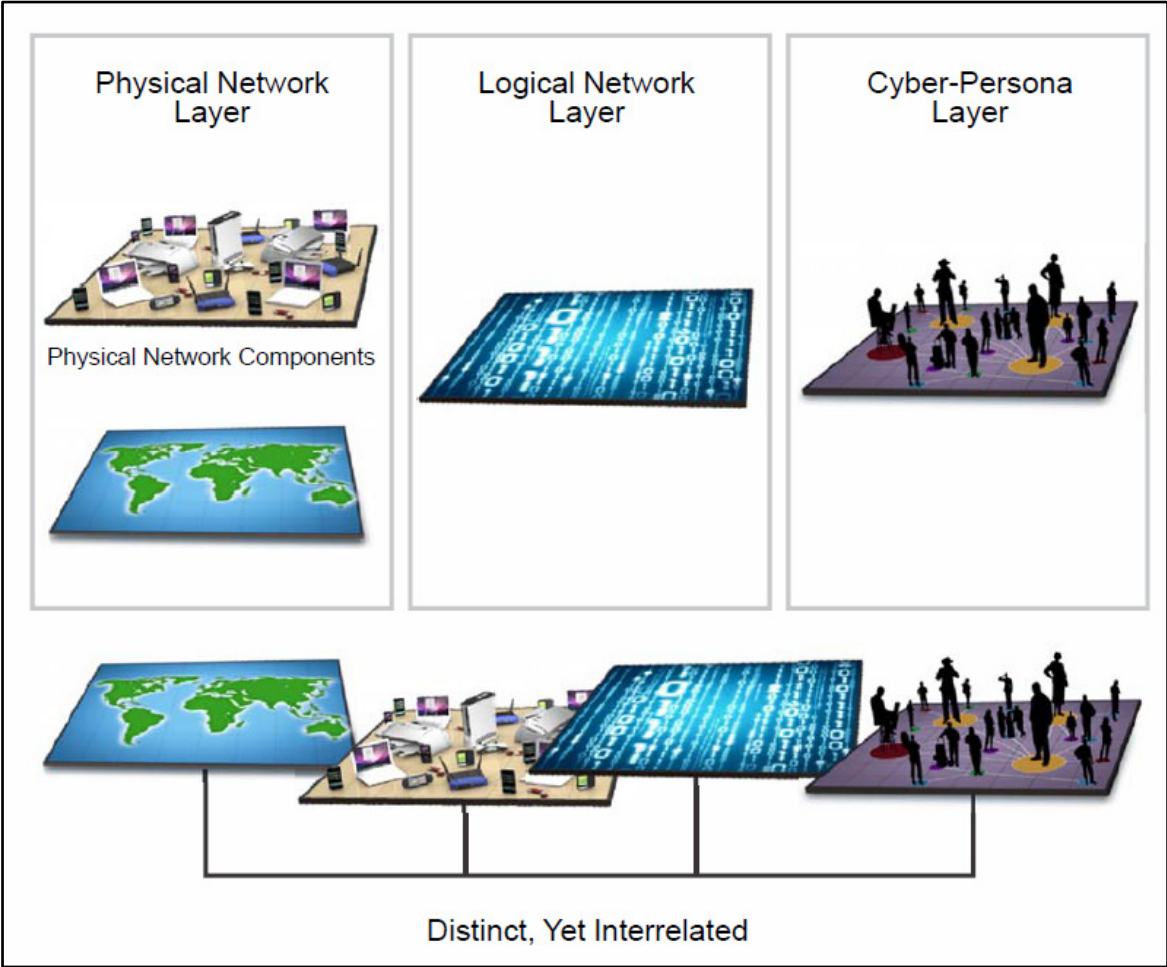 Physical Network
Layer
Logical Network
Layer
Cyber-Persona
Layer
Physical Network Components
Distinct, Yet Interrelated